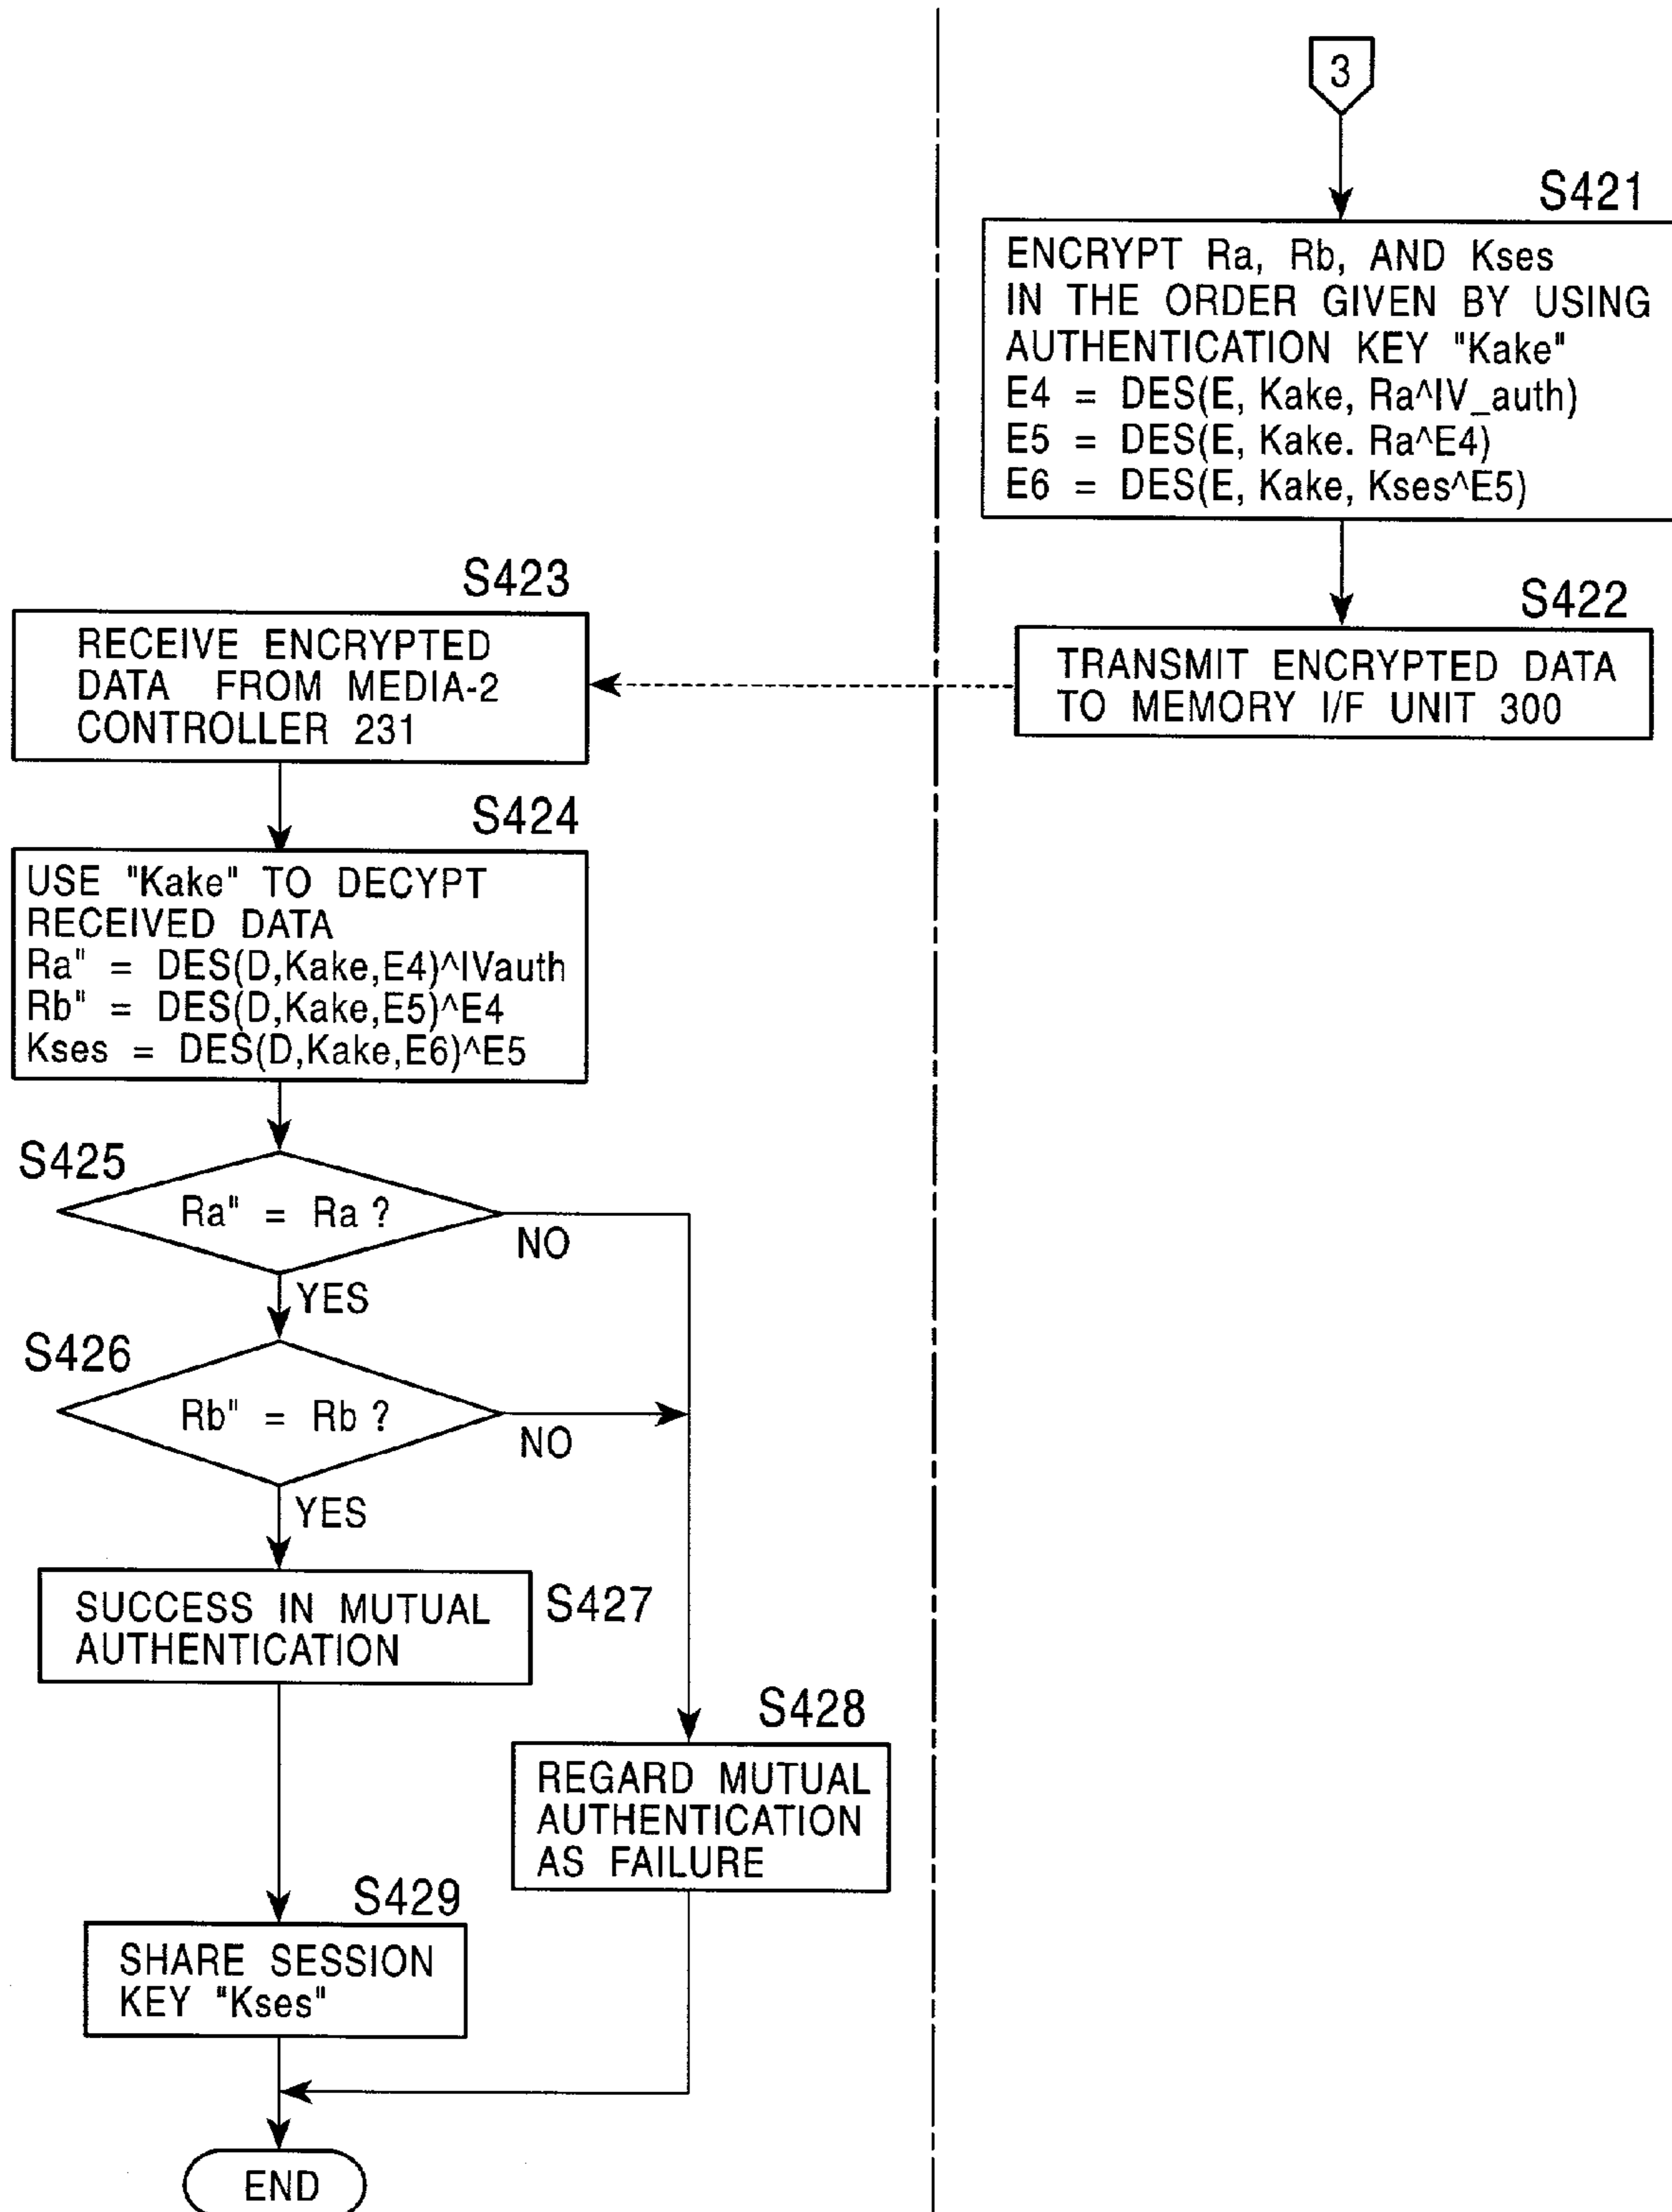 3
S421
ENCRYPT Ra, Rb, AND Kses
IN THE ORDER GIVEN BY USING
AUTHENTICATION KEY "Kake"
E4 = DES(E, Kake, Ra^IV_auth)
E5 = DES(E, Kake. Ra^E4)
E6 = DES(E, Kake, Kses^E5)
S422
TRANSMIT ENCRYPTED DATA
TO MEMORY I/F UNIT 300
S423
RECEIVE ENCRYPTED
DATA FROM MEDIA-2
CONTROLLER 231
S424
USE "Kake" TO DECYPT
RECEIVED DATA
Ra" = DES(D,Kake,E4)^IVauth
Rb" = DES(D,Kake,E5)^E4
Kses = DES(D,Kake,E6)^E5
S425
Ra" = Ra ?
NO
YES
S426
Rb" = Rb ?
NO
YES
SUCCESS IN MUTUAL
AUTHENTICATION
S427
S428
REGARD MUTUAL
AUTHENTICATION
AS FAILURE
S429
SHARE SESSION
KEY "Kses"
END